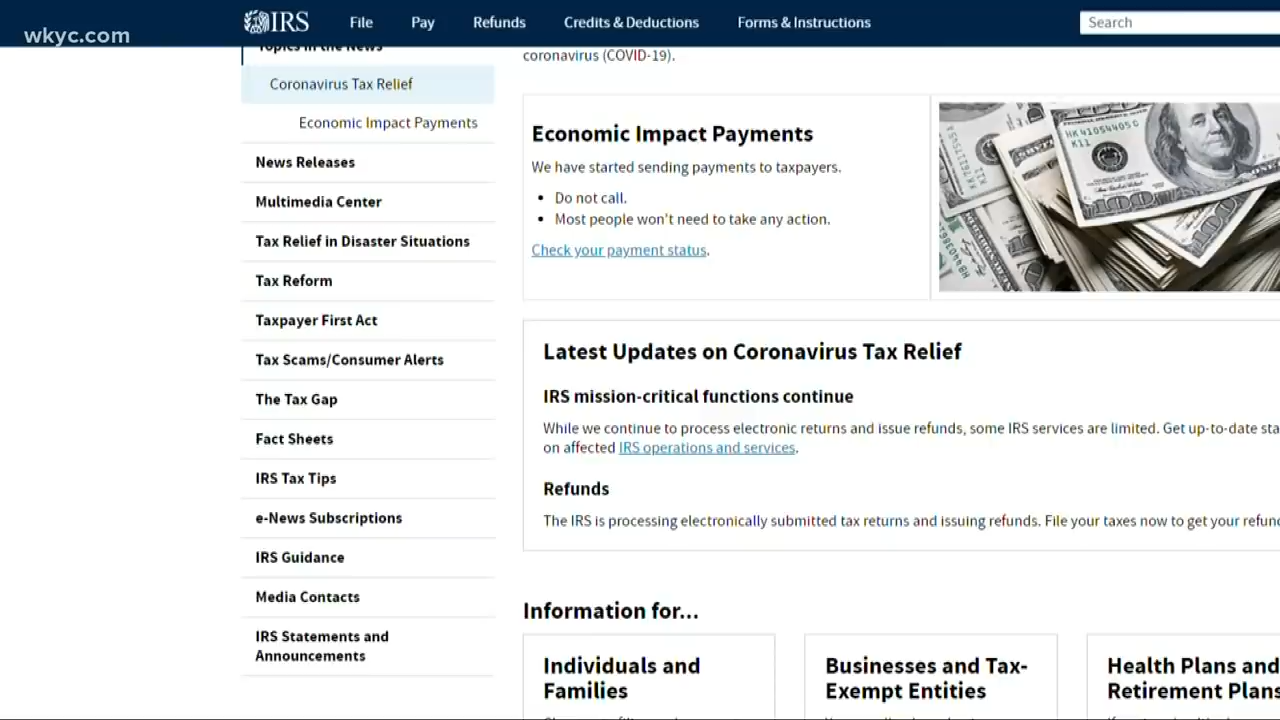 wkyc.com
IRS
File
Pay
Refunds
Credits & Deductions
Forms & Instructions
Search
Topics in the News
Coronavirus Tax Relief
Economic Impact Payments
News Releases
Multimedia Center
Tax Relief in Disaster Situations
Tax Reform
Taxpayer First Act
Tax Scams/Consumer Alerts
The Tax Gap
Fact Sheets
IRS Tax Tips
e-News Subscriptions
IRS Guidance
Media Contacts
IRS Statements and
Announcements
coronavirus (COVID-19).
Economic Impact Payments
We have started sending payments to taxpayers.
• Do not call.
• Most people won't need to take any action.
Check your payment status.
HK41054405 O
K11
100
Latest Updates on Coronavirus Tax Relief
IRS mission-critical functions continue
While we continue to process electronic returns and issue refunds, some IRS services are limited. Get up-to-date sta
on affected IRS operations and services.
Refunds
The IRS is processing electronically submitted tax returns and issuing refunds. File your taxes now to get your refun
Information for...
Individuals and
Families
Businesses and Tax-
Exempt Entities
Health Plans and
Retirement Plans